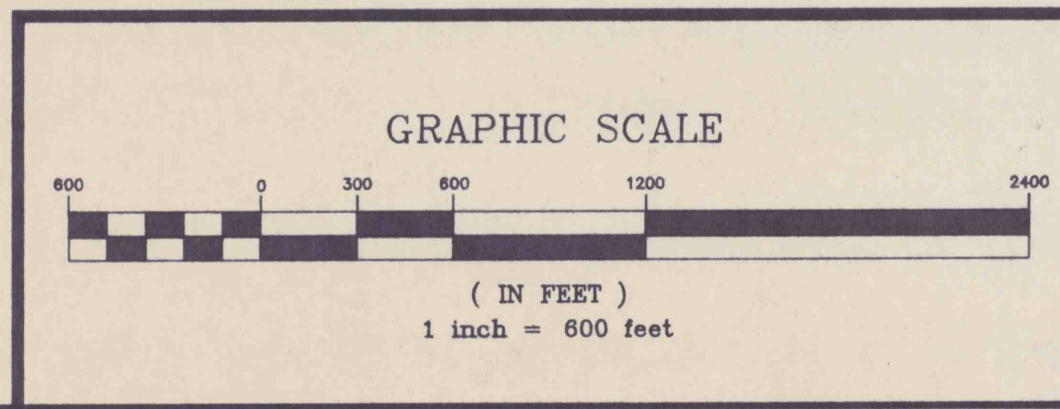 GRAPHIC SCALE
600 0 300 600 1200 2400
( IN FEET )
1 inch = 600 feet